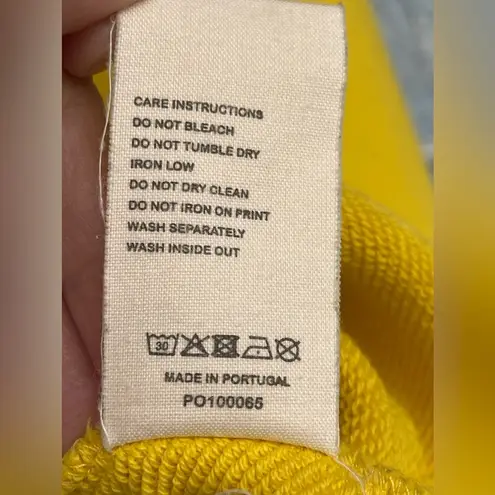 CARE INSTRUCTIONS
DO NOT BLEACH
DO NOT TUMBLE DRY
IRON LOW
DO NOT DRY CLEAN
DO NOT IRON ON PRINT
WASH SEPARATELY
WASH INSIDE OUT
30
MADE IN PORTUGAL
PO100065